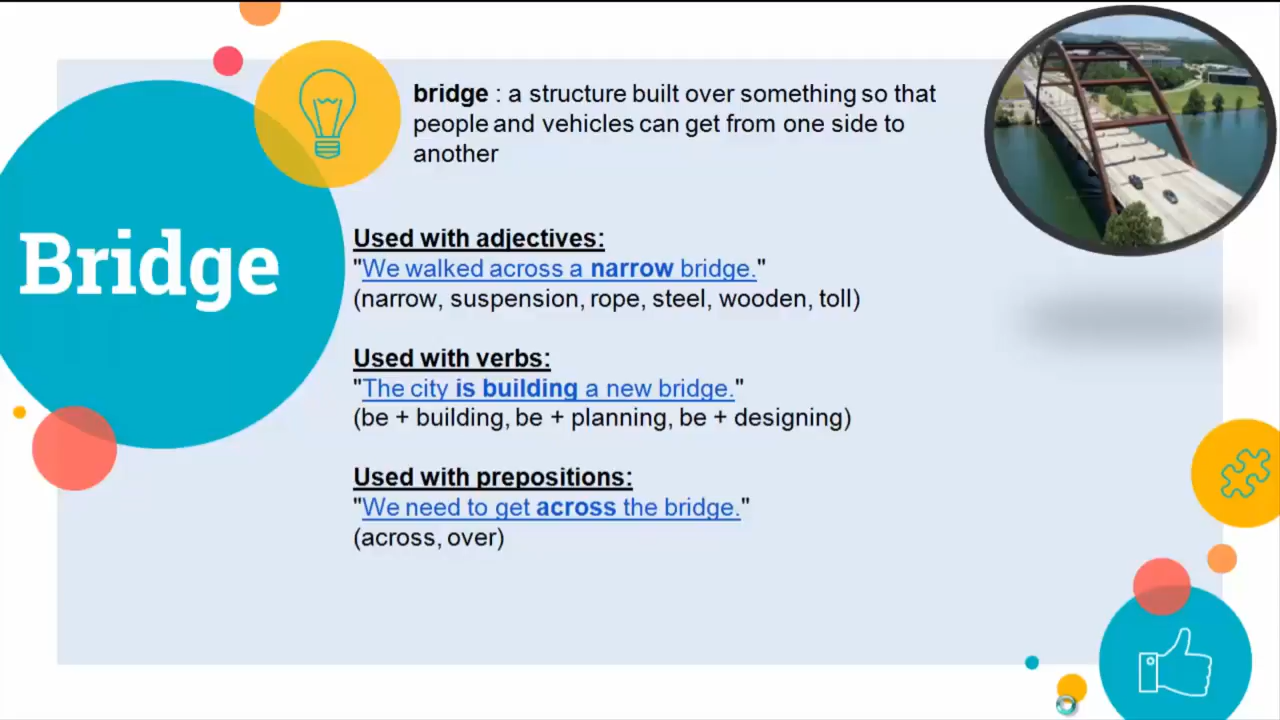 Bridge
bridge : a structure built over something so that
people and vehicles can get from one side to
another
Used with adjectives:
"We walked across a narrow bridge."
(narrow, suspension, rope, steel, wooden, toll)
Used with verbs:
"The city is building a new bridge."
(be + building, be + planning, be + designing)
Used with prepositions:
"We need to get across the bridge."
(across, over)